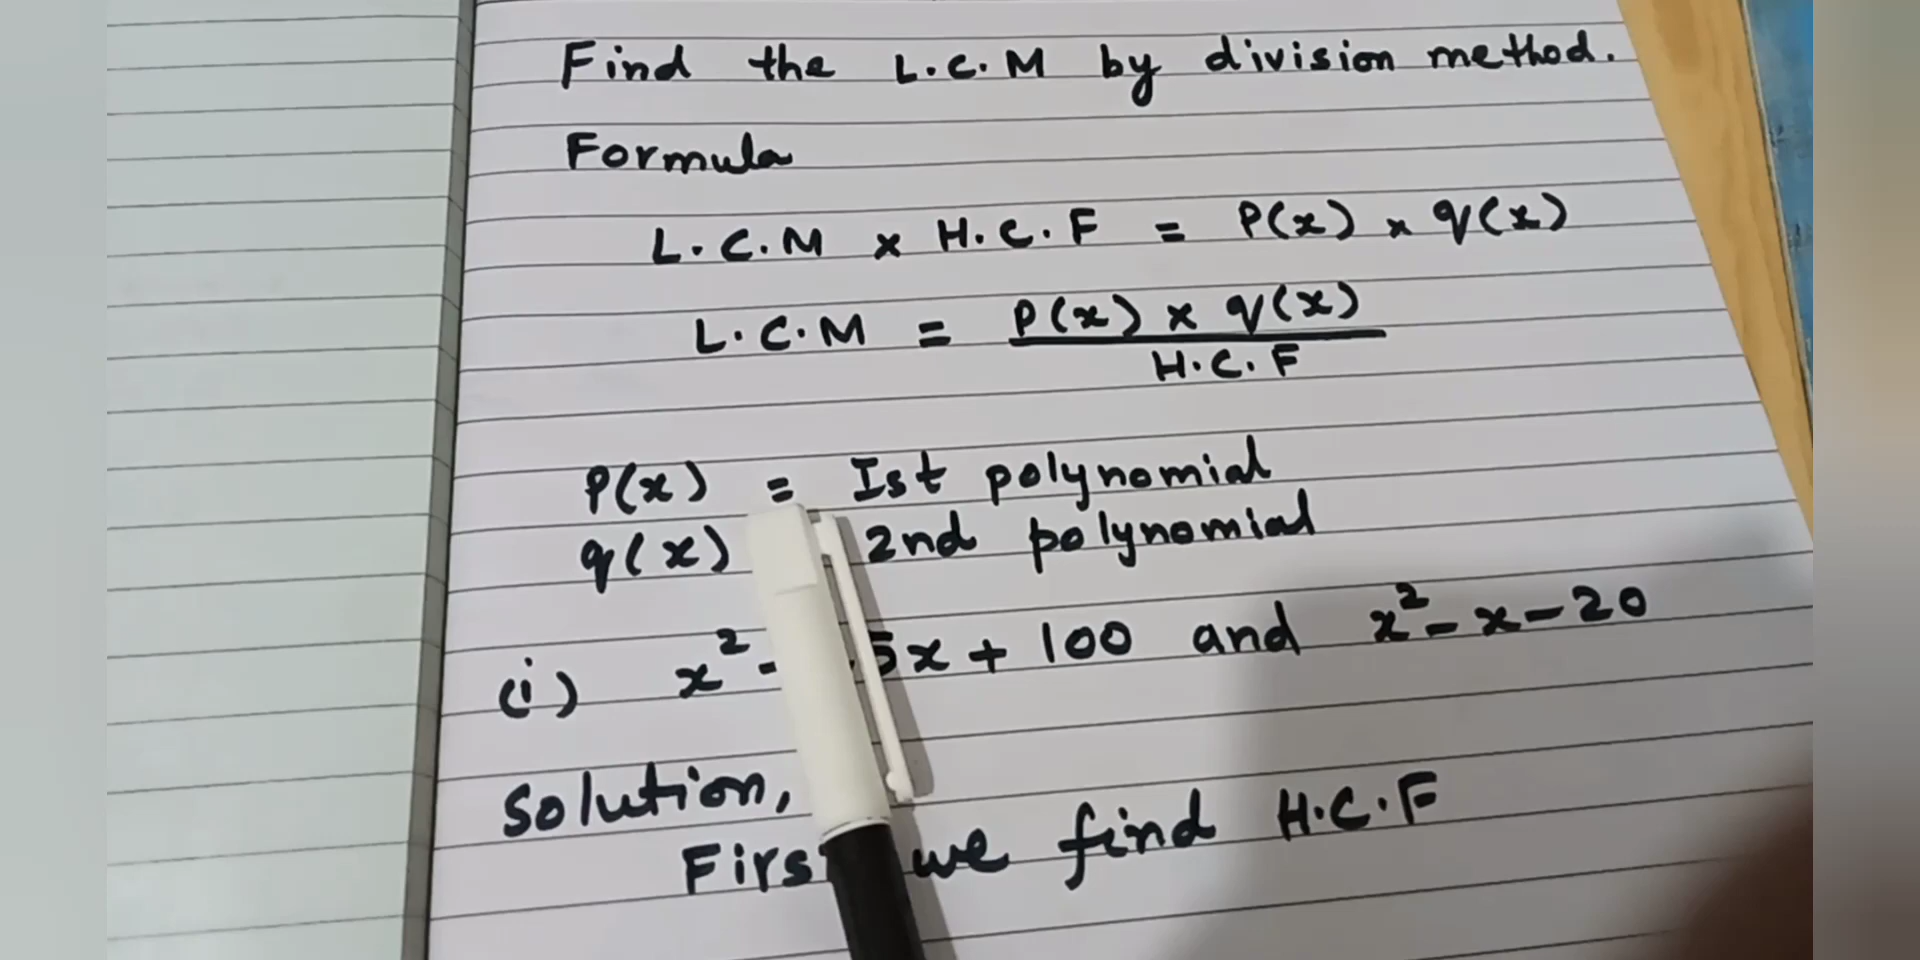 Find the L.C.M by division method.
Formula
L.C.M × H.C.F = P(x) × q(x)
L.C.M = P(x) × q(x)
H.C.F
P(x) = Ist polynomial
q(x) 2nd polynomial
(i) x² - 5x + 100 and x² - x - 20
Solution,
First we find H.C.F